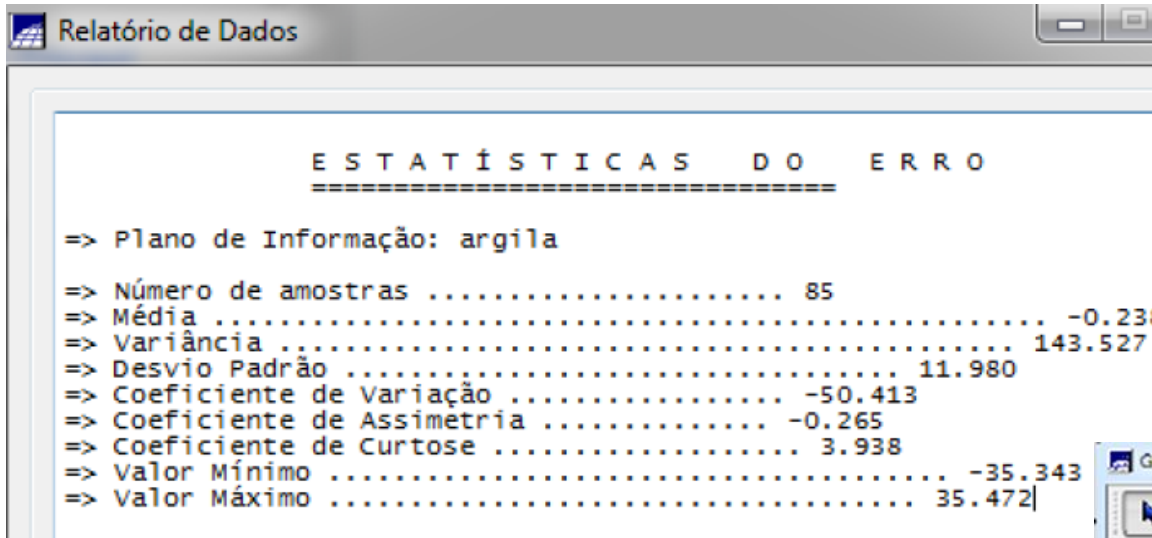 Relatório de Dados
E S T A T Í S T I C A S   D O   E R R O
================================
=> Plano de Informação: argila
=> Número de amostras ...................... 85
=> Média ................................................... -0.238
=> Variância ............................................. 143.527
=> Desvio Padrão .................................. 11.980
=> Coeficiente de Variação ................. -50.413
=> Coeficiente de Assimetria .............. -0.265
=> Coeficiente de Curtose ................... 3.938
=> Valor Mínimo ....................................... -35.343
=> Valor Máximo .................................... 35.472
G